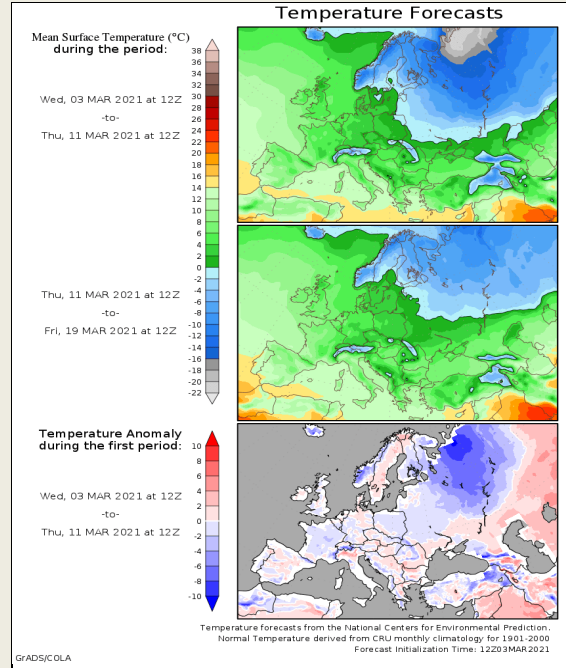 Temperature Forecasts
Mean Surface Temperature (°C)
during the period:
38
36
34
32
30
28
26
24
22
20
18
16
14
12
10
8
6
4
2
0
-2
-4
-6
-8
-10
-12
-14
-16
-18
-20
-22
Wed, 03 MAR 2021 at 12Z
-to-
Thu, 11 MAR 2021 at 12Z
Thu, 11 MAR 2021 at 12Z
-to-
Fri, 19 MAR 2021 at 12Z
Temperature Anomaly
during the first period:
10
8
6
4
2
0
-2
-4
-6
-8
-10
Wed, 03 MAR 2021 at 12Z
-to-
Thu, 11 MAR 2021 at 12Z
Temperature forecasts from the National Centers for Environmental Prediction.
Normal Temperature derived from CRU monthly climatology for 1901-2000
Forecast Initialization Time: 12Z03MAR2021
GrADS/COLA